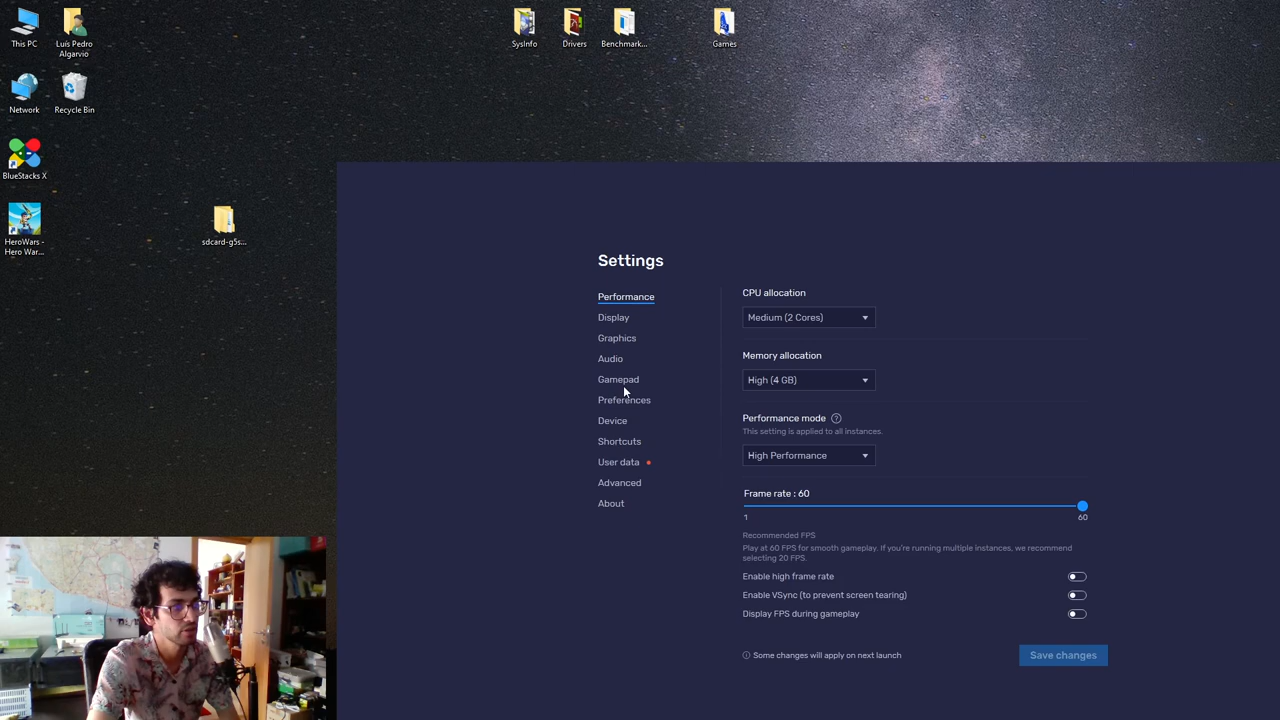 This PC
Luís Pedro
Algarvio
SysInfo
Drivers
Benchmark...
Games
Network
Recycle Bin
BlueStacks X
HeroWars -
Hero War...
sdcard-g5s...
Settings
Performance
Display
Graphics
Audio
Gamepad
Preferences
Device
Shortcuts
User data
Advanced
About
CPU allocation
Medium (2 Cores)
Memory allocation
High (4 GB)
Performance mode ?
This setting is applied to all instances.
High Performance
Frame rate : 60
1
60
Recommended FPS
Play at 60 FPS for smooth gameplay. If you're running multiple instances, we recommend
selecting 20 FPS.
Enable high frame rate
Enable VSync (to prevent screen tearing)
Display FPS during gameplay
Some changes will apply on next launch
Save changes